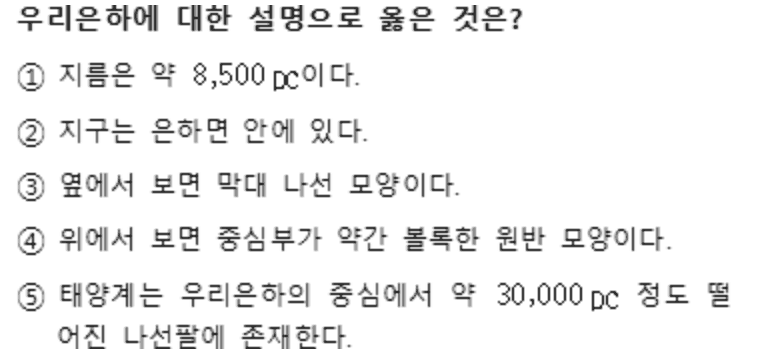 우리은하에 대한 설명으로 옳은 것은?
① 지름은 약 8,500 pc이다.
② 지구는 은하면 안에 있다.
③ 옆에서 보면 막대 나선 모양이다.
④ 위에서 보면 중심부가 약간 볼록한 원반 모양이다.
⑤ 태양계는 우리은하의 중심에서 약 30,000 pc 정도 떨
어진 나선팔에 존재한다.